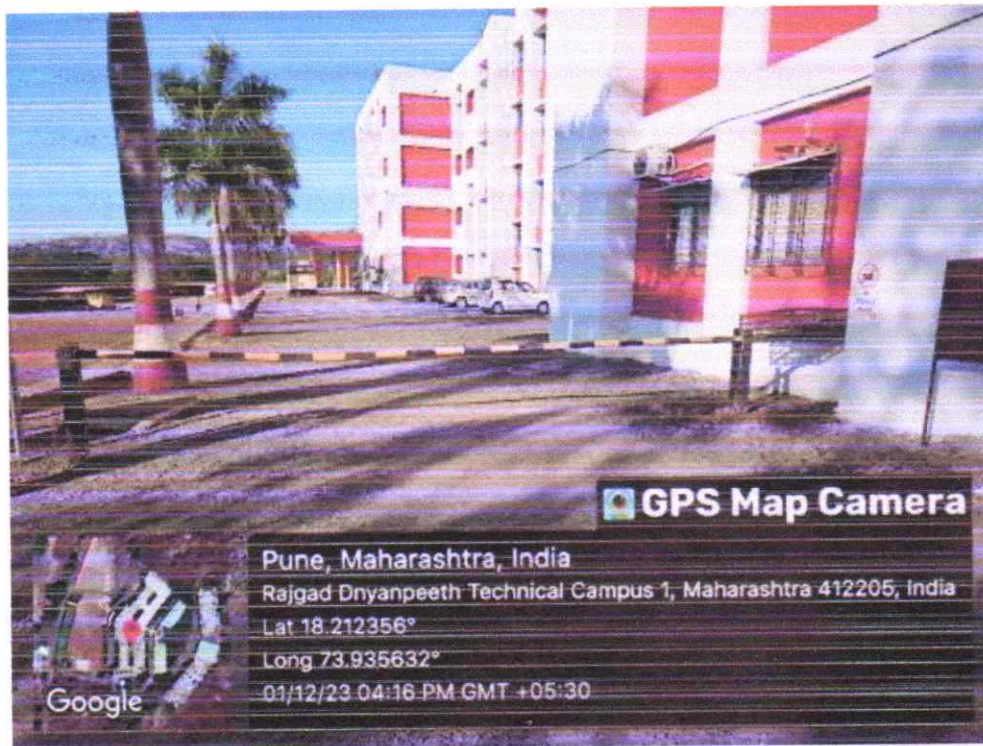 GPS Map Camera
Pune, Maharashtra, India
Rajgad Dnyanpeeth Technical Campus 1, Maharashtra 412205, India
Lat 18.212356°
Long 73.935632°
01/12/23 04:16 PM GMT +05:30
Google